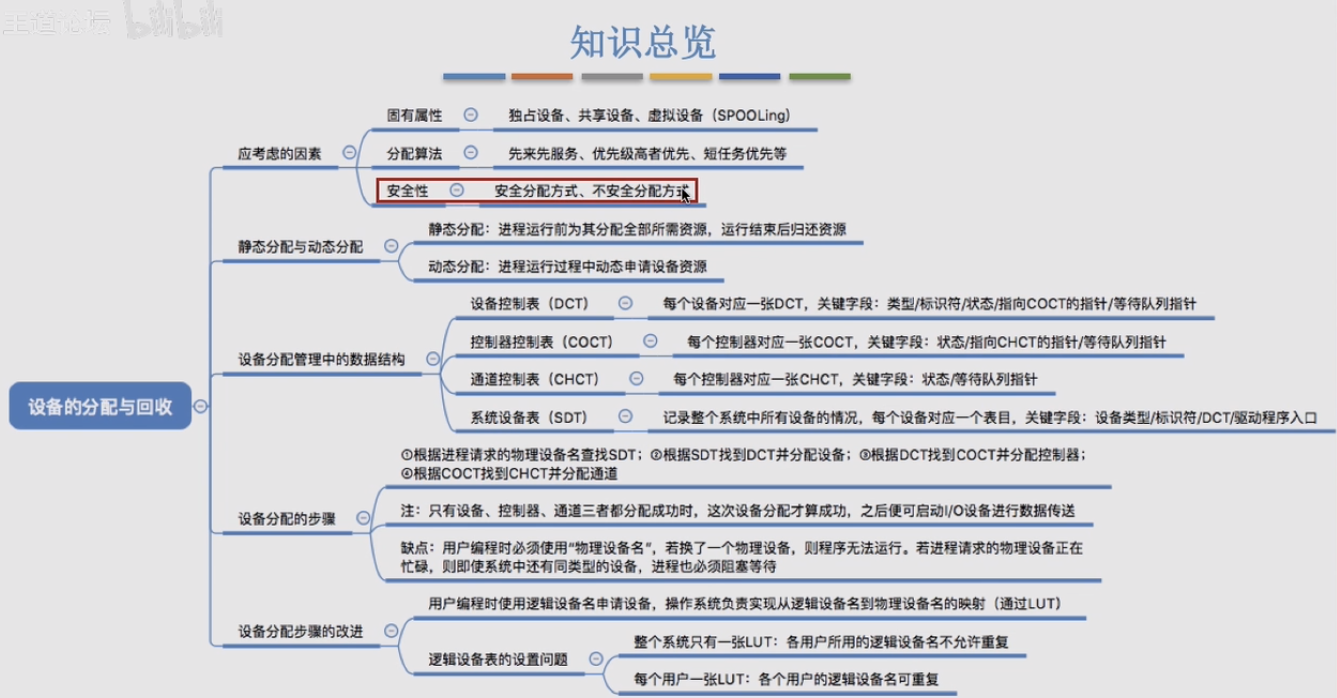 王道论坛 bilibili
知识总览
设备的分配与回收
应考虑的因素
固有属性
独占设备、共享设备、虚拟设备（SPOOLing）
分配算法
先来先服务、优先级高者优先、短任务优先等
安全性
安全分配方式、不安全分配方式
静态分配与动态分配
静态分配：进程运行前为其分配全部所需资源，运行结束后归还资源
动态分配：进程运行过程中动态申请设备资源
设备分配管理中的数据结构
设备控制表（DCT）
每个设备对应一张DCT，关键字段：类型/标识符/状态/指向COCT的指针/等待队列指针
控制器控制表（COCT）
每个控制器对应一张COCT，关键字段：状态/指向CHCT的指针/等待队列指针
通道控制表（CHCT）
每个控制器对应一张CHCT，关键字段：状态/等待队列指针
系统设备表（SDT）
记录整个系统中所有设备的情况，每个设备对应一个表目，关键字段：设备类型/标识符/DCT/驱动程序入口
设备分配的步骤
①根据进程请求的物理设备名查找SDT；②根据SDT找到DCT并分配设备；③根据DCT找到COCT并分配控制器；
④根据COCT找到CHCT并分配通道
注：只有设备、控制器、通道三者都分配成功时，这次设备分配才算成功，之后便可启动I/O设备进行数据传送
缺点：用户编程时必须使用“物理设备名”，若换了一个物理设备，则程序无法运行。若进程请求的物理设备正在
忙碌，则即使系统中还有同类型的设备，进程也必须阻塞等待
设备分配步骤的改进
用户编程时使用逻辑设备名申请设备，操作系统负责实现从逻辑设备名到物理设备名的映射（通过LUT）
逻辑设备表的设置问题
整个系统只有一张LUT：各用户所用的逻辑设备名不允许重复
每个用户一张LUT：各个用户的逻辑设备名可重复